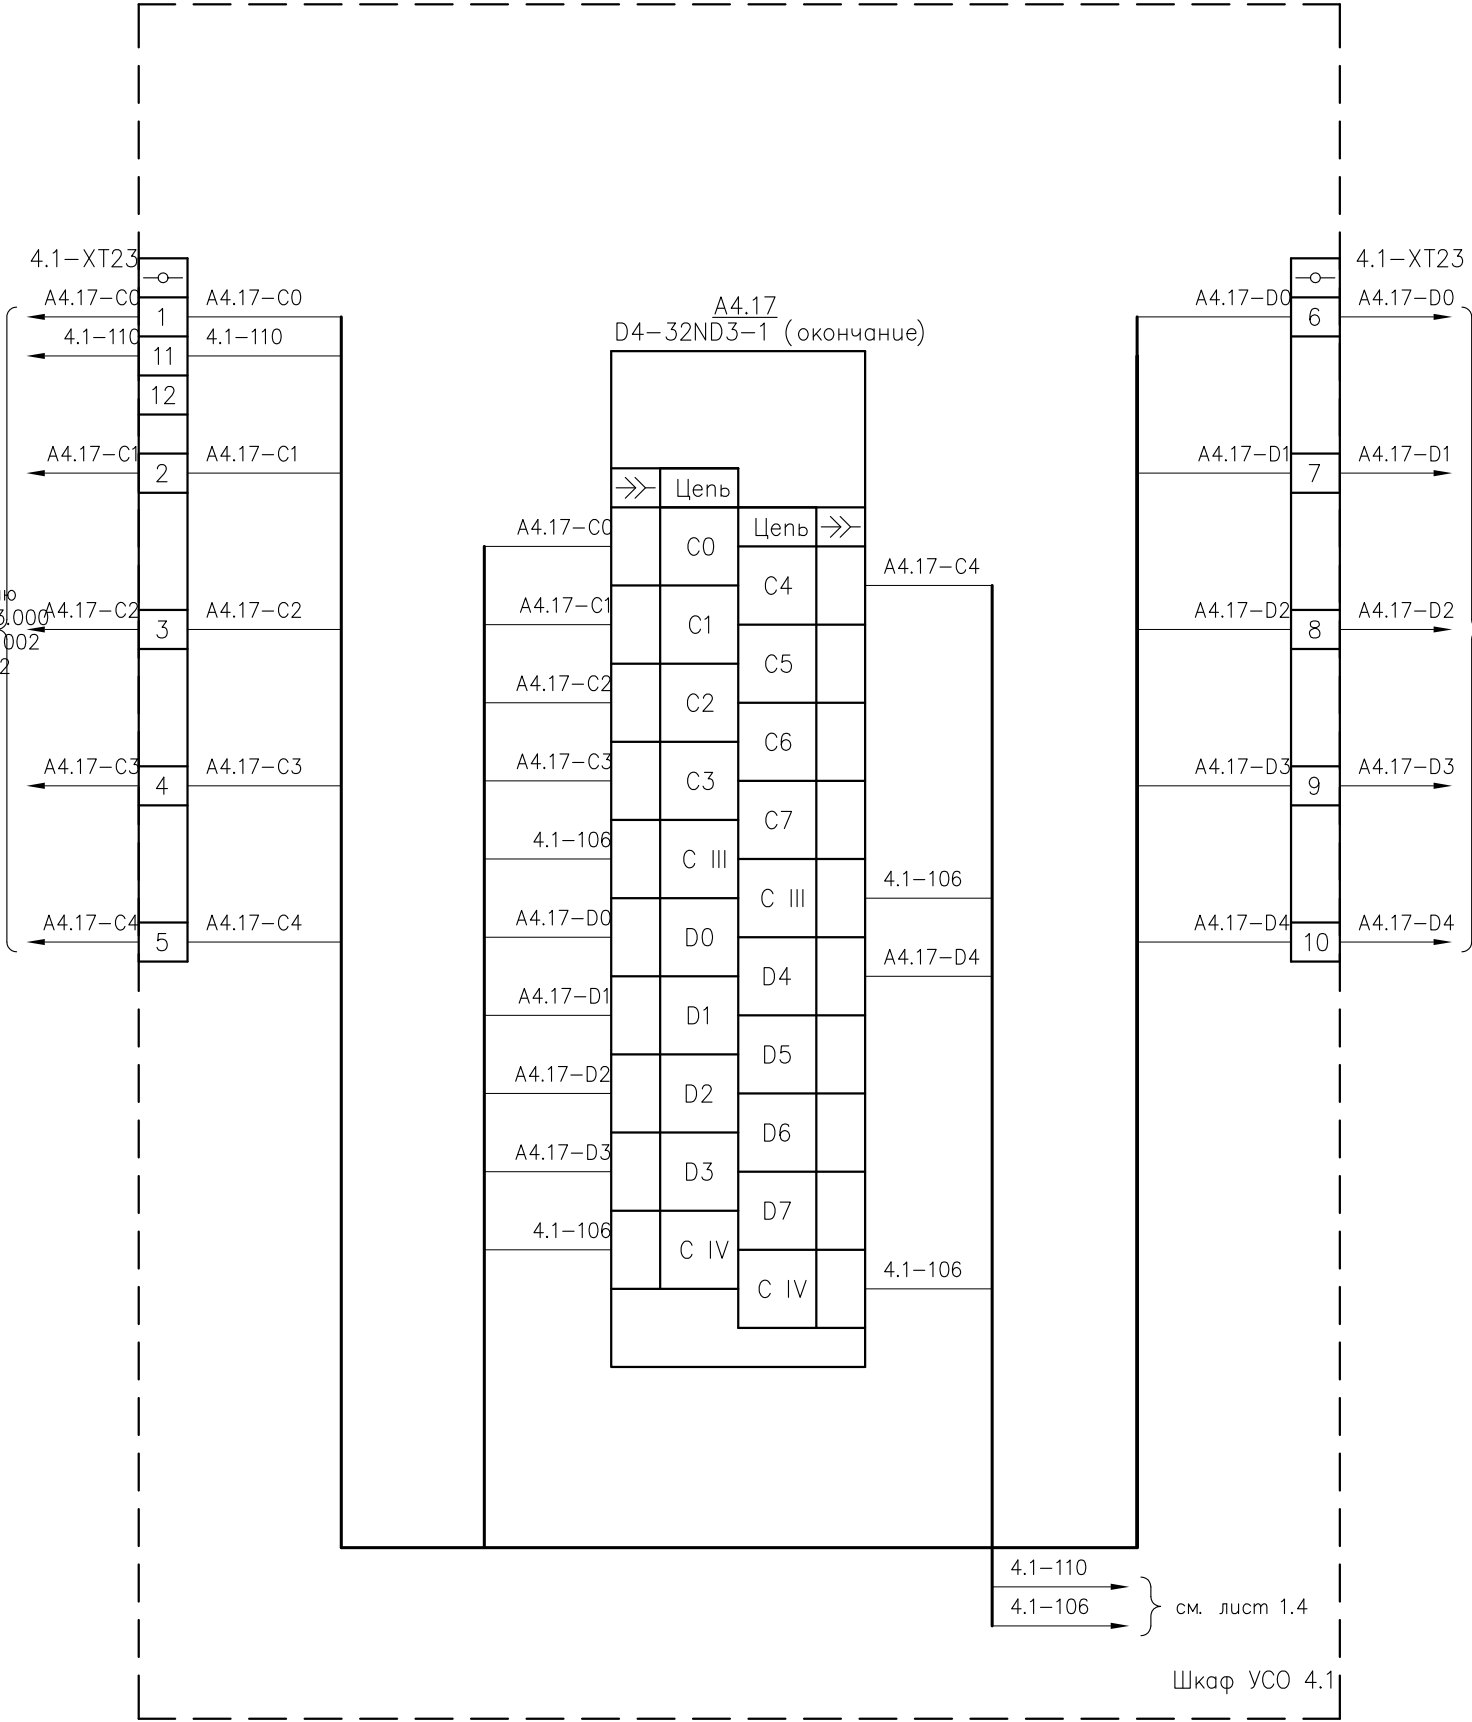 4.1-XT23
A4.17-C0
1
A4.17-C0
4.1-110
11
4.1-110
12
A4.17-C1
2
A4.17-C1
3.000
002
2
A4.17-C2
3
A4.17-C2
A4.17-C3
4
A4.17-C3
A4.17-C4
5
A4.17-C4
A4.17
D4-32ND3-1 (окончание)
Цепь
A4.17-C0
C0
A4.17-C1
C1
A4.17-C2
C2
A4.17-C3
C3
4.1-106
C III
A4.17-D0
D0
A4.17-D1
D1
A4.17-D2
D2
A4.17-D3
D3
4.1-106
C IV
Цепь
C4
A4.17-C4
C5
C6
C7
C III
4.1-106
D4
A4.17-D4
D5
D6
D7
C IV
4.1-106
4.1-XT23
A4.17-D0
6
A4.17-D0
A4.17-D1
7
A4.17-D1
A4.17-D2
8
A4.17-D2
A4.17-D3
9
A4.17-D3
A4.17-D4
10
A4.17-D4
4.1-110
4.1-106
см. лист 1.4
Шкаф УСО 4.1